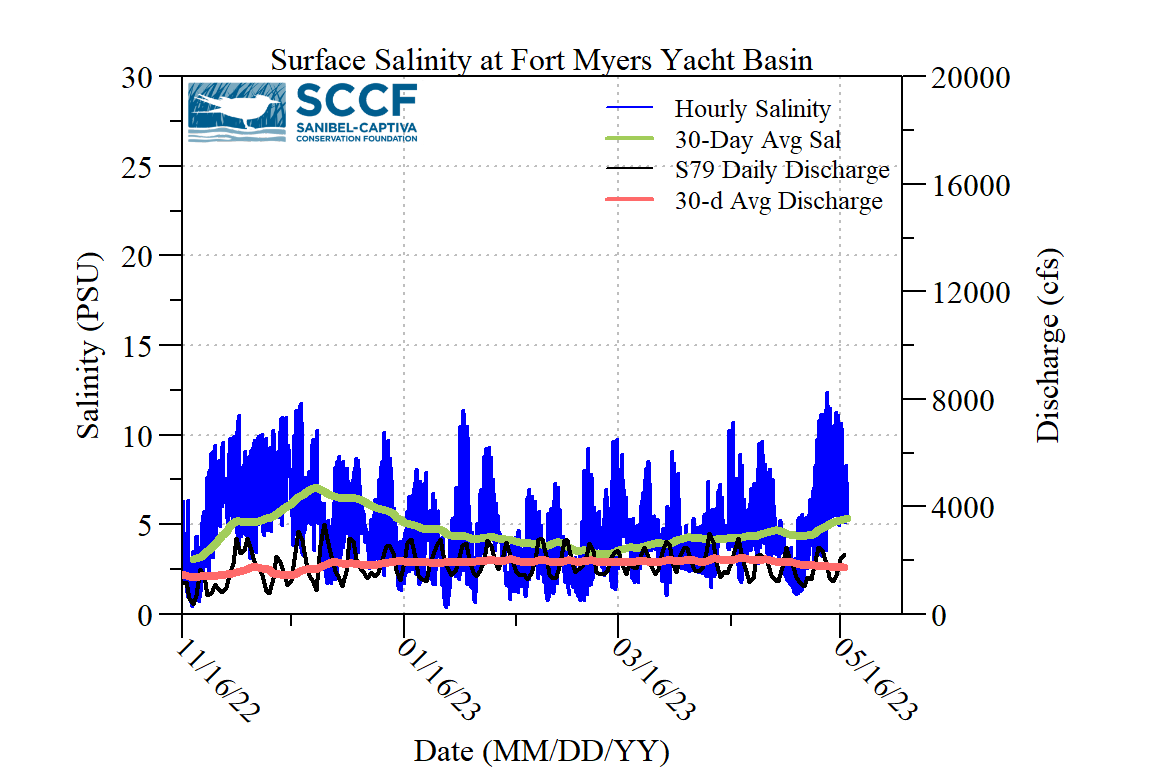 Surface Salinity at Fort Myers Yacht Basin
SCCF
SANIBEL-CAPTIVA
CONSERVATION FOUNDATION
Hourly Salinity
30-Day Avg Sal
S79 Daily Discharge
30-d Avg Discharge
30
25
20
15
10
5
0
Salinity (PSU)
20000
16000
12000
8000
4000
0
Discharge (cfs)
11/16/22
01/16/23
03/16/23
05/16/23
Date (MM/DD/YY)